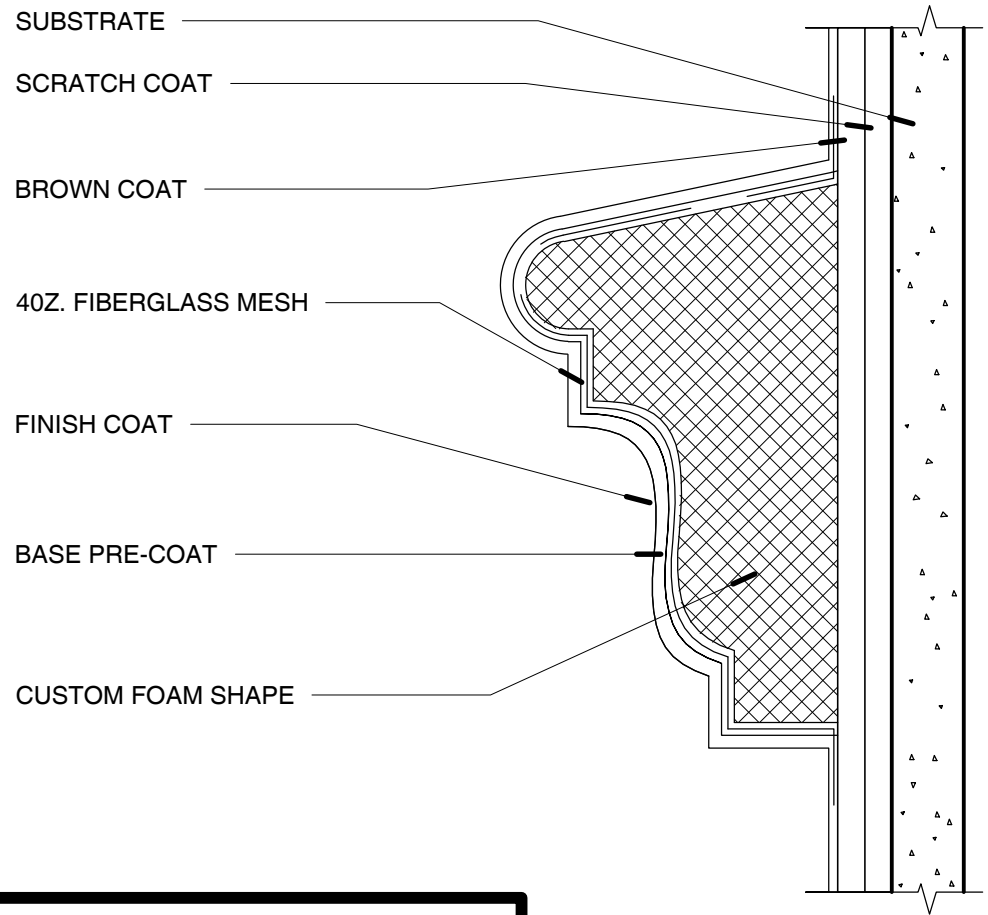 SUBSTRATE
SCRATCH COAT
BROWN COAT
40Z. FIBERGLASS MESH
FINISH COAT
BASE PRE-COAT
CUSTOM FOAM SHAPE